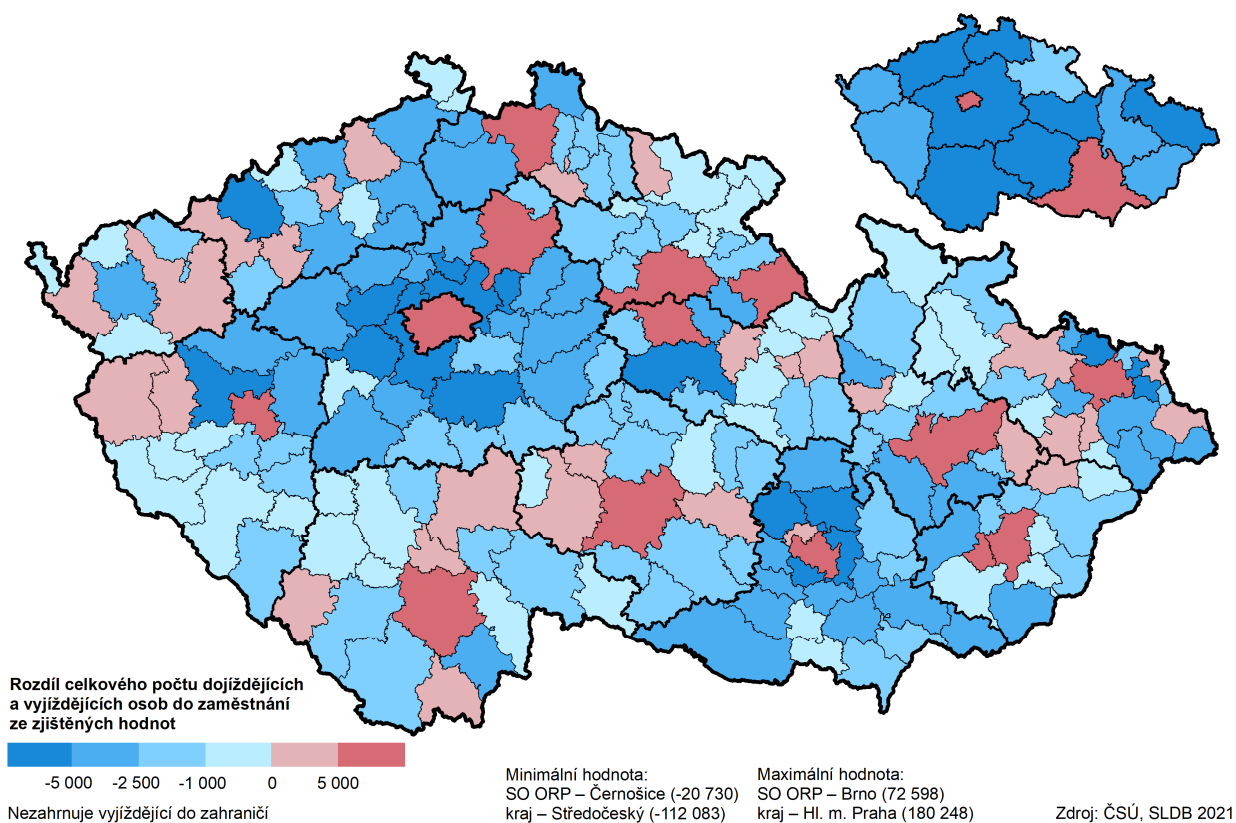 Rozdíl celkového počtu dojíždějících
a vyjíždějících osob do zaměstnání
ze zjištěných hodnot
-5 000 -2 500 -1 000 0 5 000
Nezahrnuje vyjíždějící do zahraničí
Minimální hodnota:
SO ORP – Černošice (-20 730)
kraj – Středočeský (-112 083)
Maximální hodnota:
SO ORP – Brno (72 598)
kraj – Hl. m. Praha (180 248)
Zdroj: ČSÚ, SLDB 2021